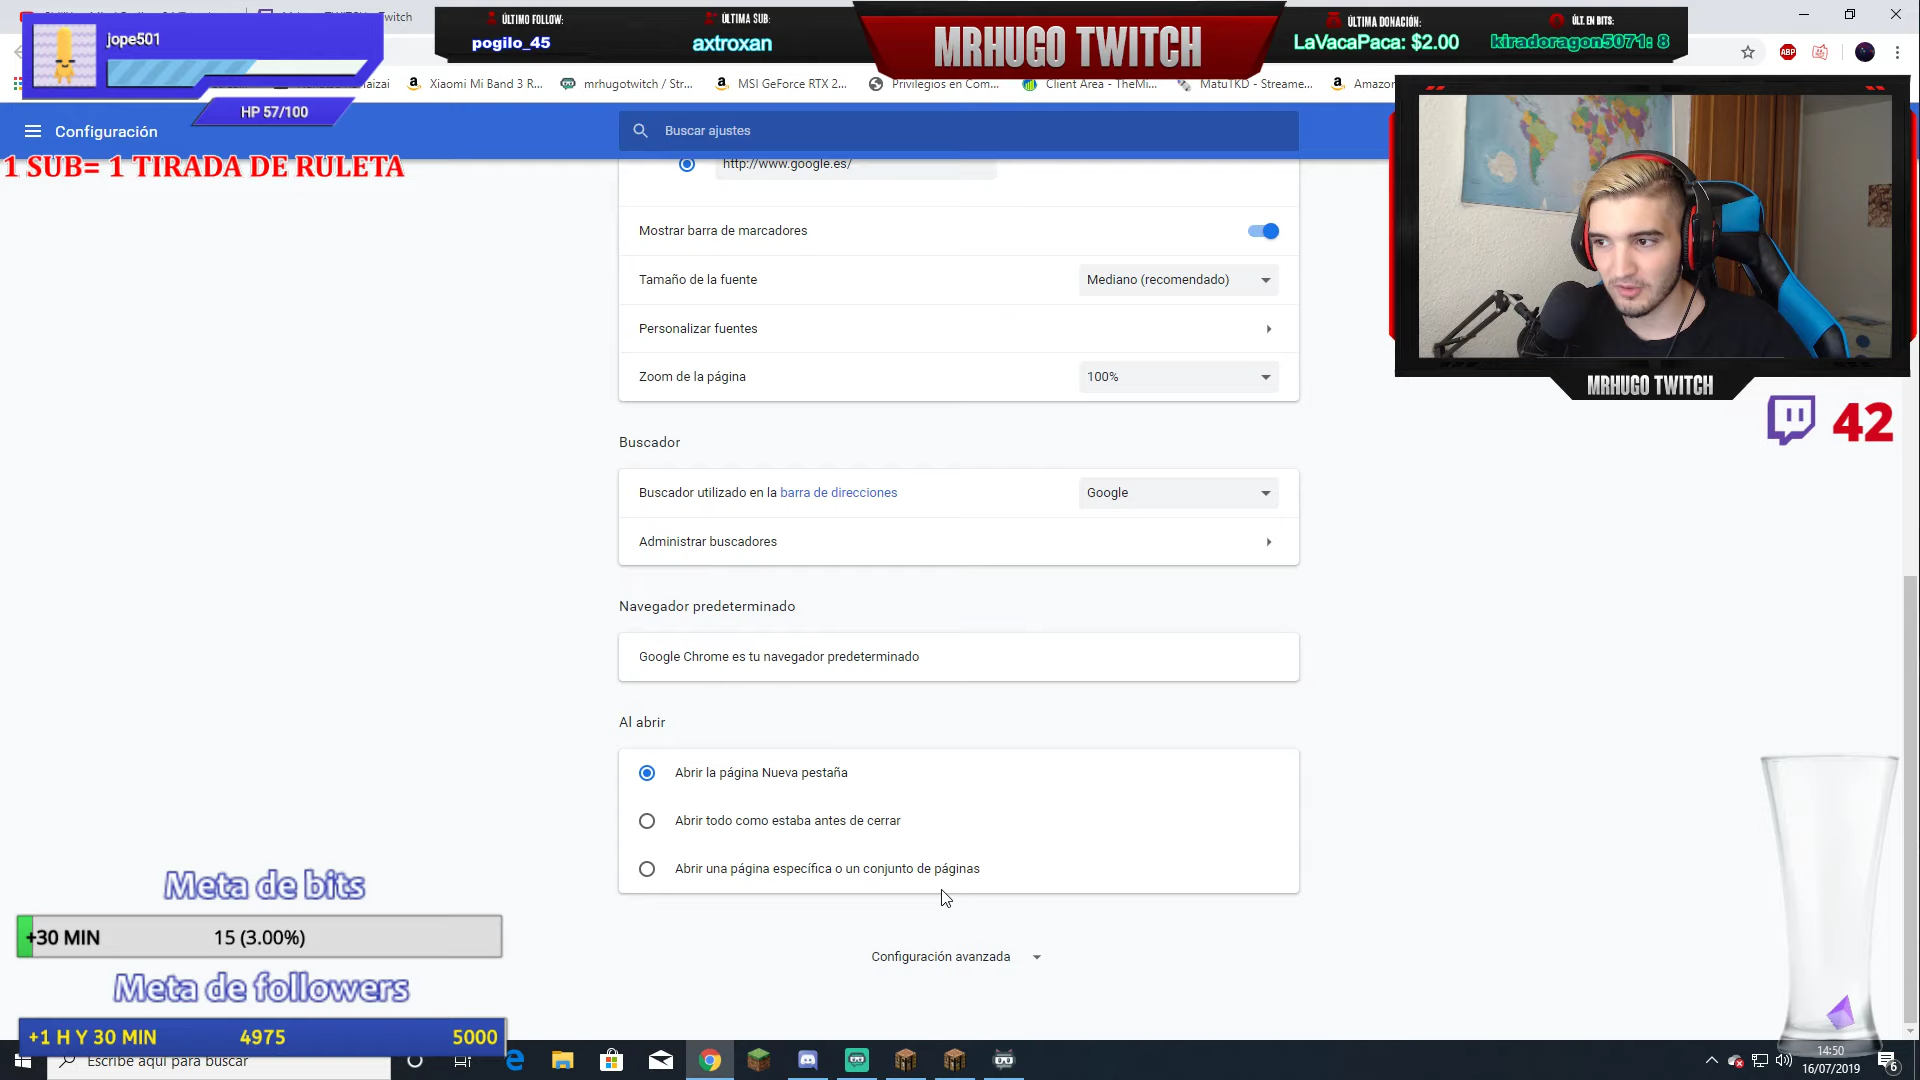 Twitch
jope501
HP 57/100
ÚLTIMO FOLLOW:
pogilo_45
ÚLTIMA SUB:
axtroxan
MRHUGO TWITCH
ÚLTIMA DONACIÓN:
LaVacaPaca: $2.00
ÚLT. EN BITS:
kiradoragon5071: 8
ABP
Xiaomi Mi Band 3 R...
mrhugotwitch / Str...
MSI GeForce RTX 2...
Privilegios en Com...
Client Area - TheMi...
MatuTKD - Streame...
Amazon
Configuración
Buscar ajustes
1 SUB= 1 TIRADA DE RULETA
http://www.google.es/
Mostrar barra de marcadores
Tamaño de la fuente
Mediano (recomendado)
Personalizar fuentes
Zoom de la página
100%
MRHUGO TWITCH
42
Buscador
Buscador utilizado en la barra de direcciones
Google
Administrar buscadores
Navegador predeterminado
Google Chrome es tu navegador predeterminado
Al abrir
Abrir la página Nueva pestaña
Abrir todo como estaba antes de cerrar
Abrir una página específica o un conjunto de páginas
Configuración avanzada
Meta de bits
+30 MIN 15 (3.00%)
Meta de followers
+1 H Y 30 MIN 4975 5000
Escribe aquí para buscar
14:50
16/07/2019
6